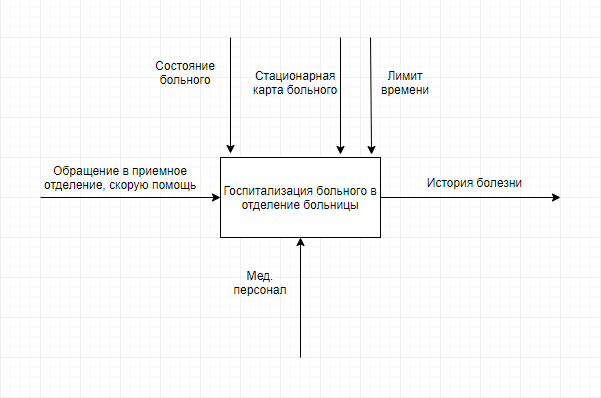 Состояние
больного
Стационарная
карта больного
Лимит
времени
Обращение в приемное
отделение, скорую помощь
Госпитализация больного в
отделение больницы
История болезни
Мед.
персонал